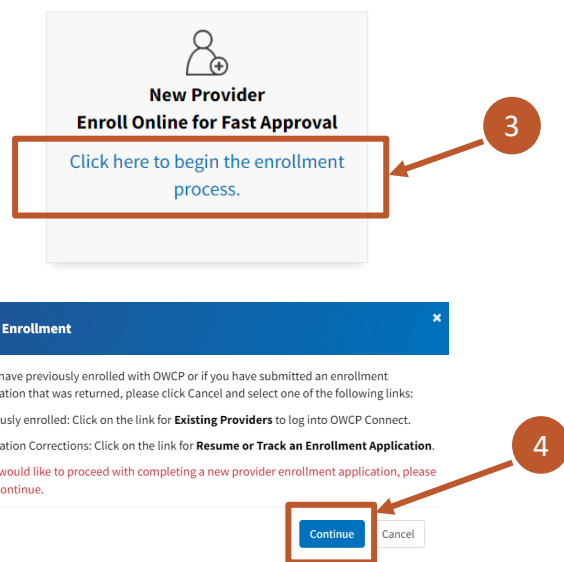 New Provider
Enroll Online for Fast Approval
Click here to begin the enrollment
process.
3
Enrollment
×
have previously enrolled with OWCP or if you have submitted an enrollment
ation that was returned, please click Cancel and select one of the following links:
usly enrolled: Click on the link for Existing Providers to log into OWCP Connect.
ation Corrections: Click on the link for Resume or Track an Enrollment Application.
would like to proceed with completing a new provider enrollment application, please
ontinue.
4
Continue Cancel